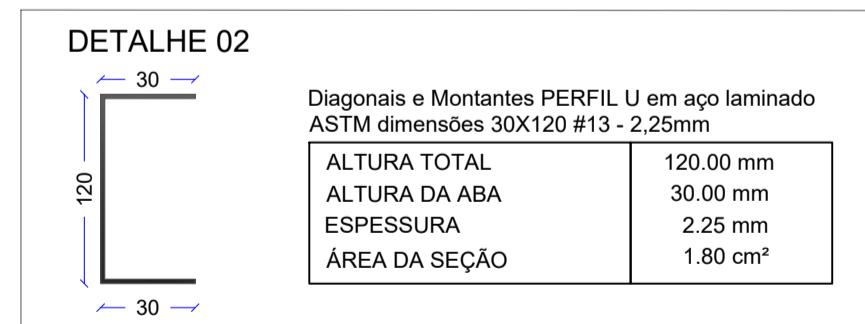 DETALHE 02
30
120
30
Diagonais e Montantes PERFIL U em aço laminado
ASTM dimensões 30X120 #13 - 2,25mm
ALTURA TOTAL 120.00 mm
ALTURA DA ABA 30.00 mm
ESPESSURA 2.25 mm
ÁREA DA SEÇÃO 1.80 cm²